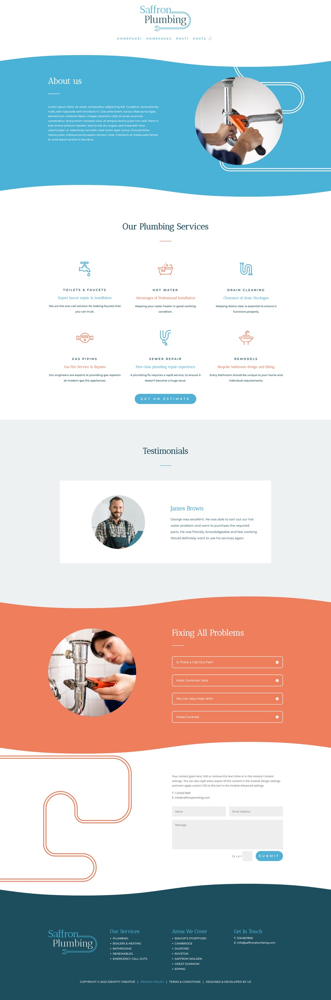 Saffron
Plumbing
HOMEPAGE1 HOMEPAGE2 POST1 POST2
About us
Lorem ipsum dolor sit amet, consectetur adipiscing elit. Curabitur venenatis leo
nulla, sed vulputate sem tincidunt in. Cras ante lorem, luctus vitae purus eget,
elementum molestie libero. Integer pharetra, nibh sit amet euismod
consectetur, lectus enim volutpat risus, at tempus lectus justo non velit. Nam in
erat id eros pretium laoreet. Sed iaculis dui augue, sed imperdiet risus
ullamcorper ut. Maecenas convallis vitae lorem eget luctus. Duis porttitor
metus justo, tristique porta sapien tempor vitae. Interdum et malesuada fames
ac ante ipsum primis in faucibus.
Our Plumbing Services
TOILETS & FAUCETS
Expert faucet repair & installation
We are the one-call solution for leaking faucets that
you can trust.
HOT WATER
Advantages of Professional Installation
Keeping your water heater in good working
condition.
DRAIN CLEANING
Clearance of drain blockages
Keeping drains clear is essential to ensure it
functions properly.
GAS PIPING
Gas Fire Service & Repairs
Our engineers are experts at providing gas repairon
all modern gas fire appliances.
SEWER REPAIR
First class plumbing repair experience
A plumbing fix requires a rapid service, to ensure it
doesn't become a huge issue.
REMODELS
Bespoke bathroom design and fitting
Every bathroom should be unique to your home and
individual requirements.
GET AN ESTIMATE
Testimonials
James Brown
George was excellent. He was able to sort out our hot
water problem and went to purchase the required
parts. He was friendly, knowledgeable and fast working.
Would definitely want to use his services again.
Fixing All Problems
Is There a Call Out Fee?
Most Common Jobs
We Can Also Help With
Areas Covered
Your content goes here. Edit or remove this text inline or in the module Content
settings. You can also style every aspect of this content in the module Design settings
and even apply custom CSS to this text in the module Advanced settings.
T: 1234567890
E: info@saffronplumbing.com
Name
Email Address
Message
12 + 6 =
SUBMIT
Saffron
Plumbing
Our Services
• PLUMBING
• BOILERS & HEATING
• BATHROOMS
• RENEWABLES
• EMERGENCY CALL OUTS
Areas We Cover
• BISHOP'S STORTFORD
• CAMBRIDGE
• DUXFORD
• ROYSTON
• SAFFRON WALDEN
• GREAT DUNMOW
• EPPING
Get In Touch
T: 1234567890
E: info@saffronplumbing.com
COPYRIGHT © 2022 IDENTITY CREATIVE | PRIVACY POLICY | TERMS & CONDITIONS | DESIGNED & DEVELOPED BY US